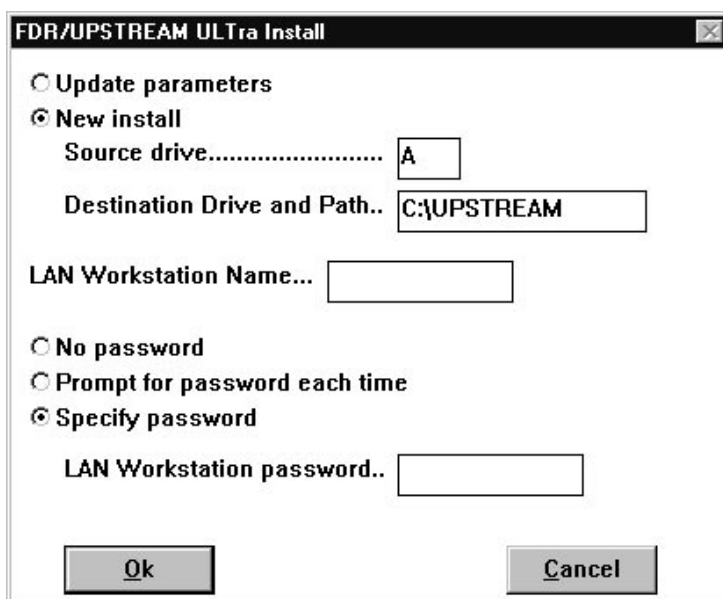 FDR/UPSTREAM ULTra Install
Update parameters
New install
Source drive......................... A
Destination Drive and Path.. C:\UPSTREAM
LAN Workstation Name...
No password
Prompt for password each time
Specify password
LAN Workstation password..
Ok Cancel